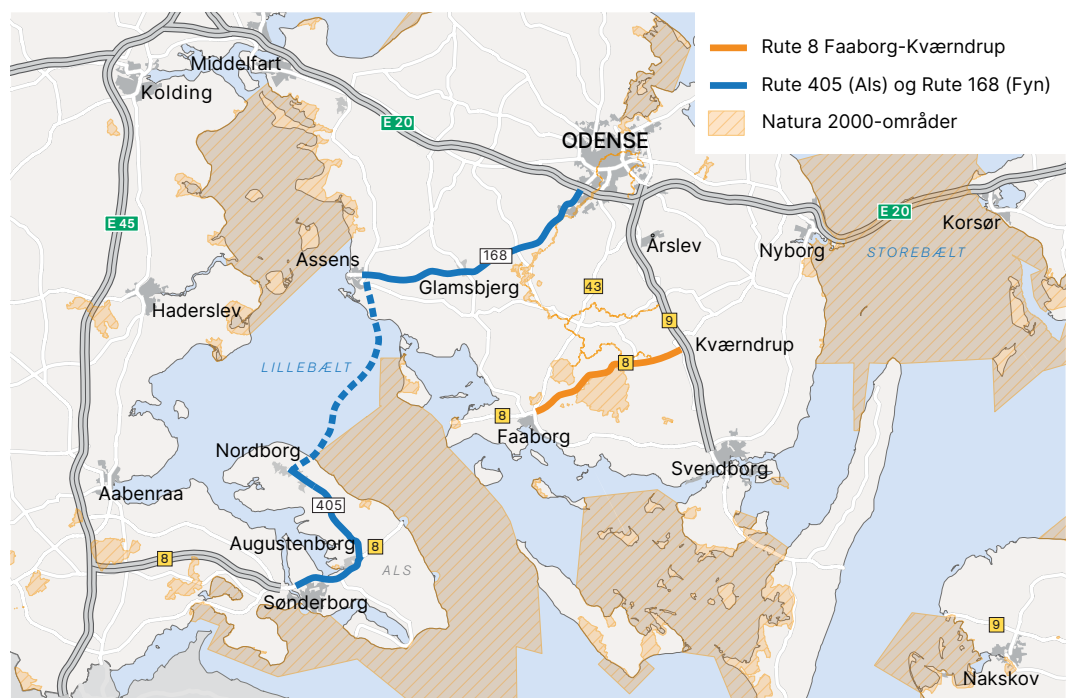 Rute 8 Faaborg-Kværndrup
Rute 405 (Als) og Rute 168 (Fyn)
Natura 2000-områder
Middelfart
Kolding
E 20
ODENSE
E 45
E 20
Korsør
Årslev
Nyborg
STOREBÆLT
168
Assens
Glamsbjerg
43
Haderslev
9
Kværndrup
LILLEBÆLT
8
8
Faaborg
Nordborg
Svendborg
Aabenraa
405
Augustenborg
8
8
ALS
Sønderborg
9
Nakskov